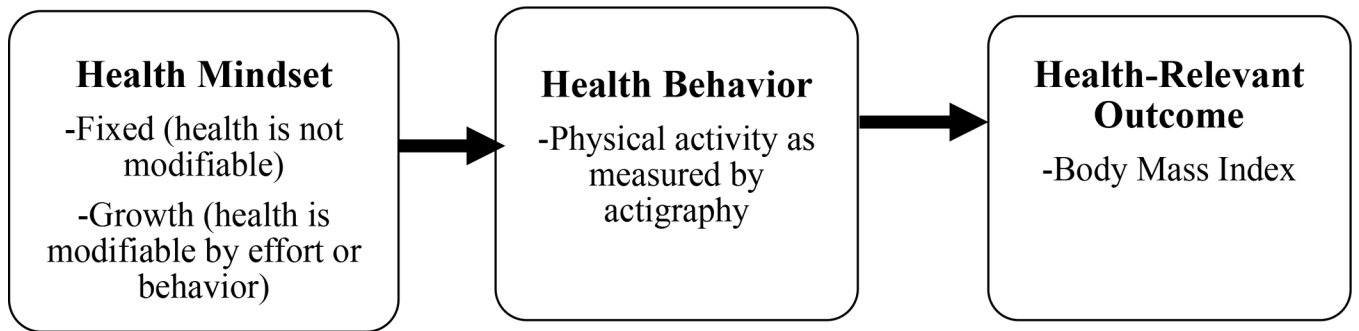 Health Mindset
-Fixed (health is not
modifiable)
-Growth (health is
modifiable by effort or
behavior)
Health Behavior
-Physical activity as
measured by
actigraphy
Health-Relevant
Outcome
-Body Mass Index